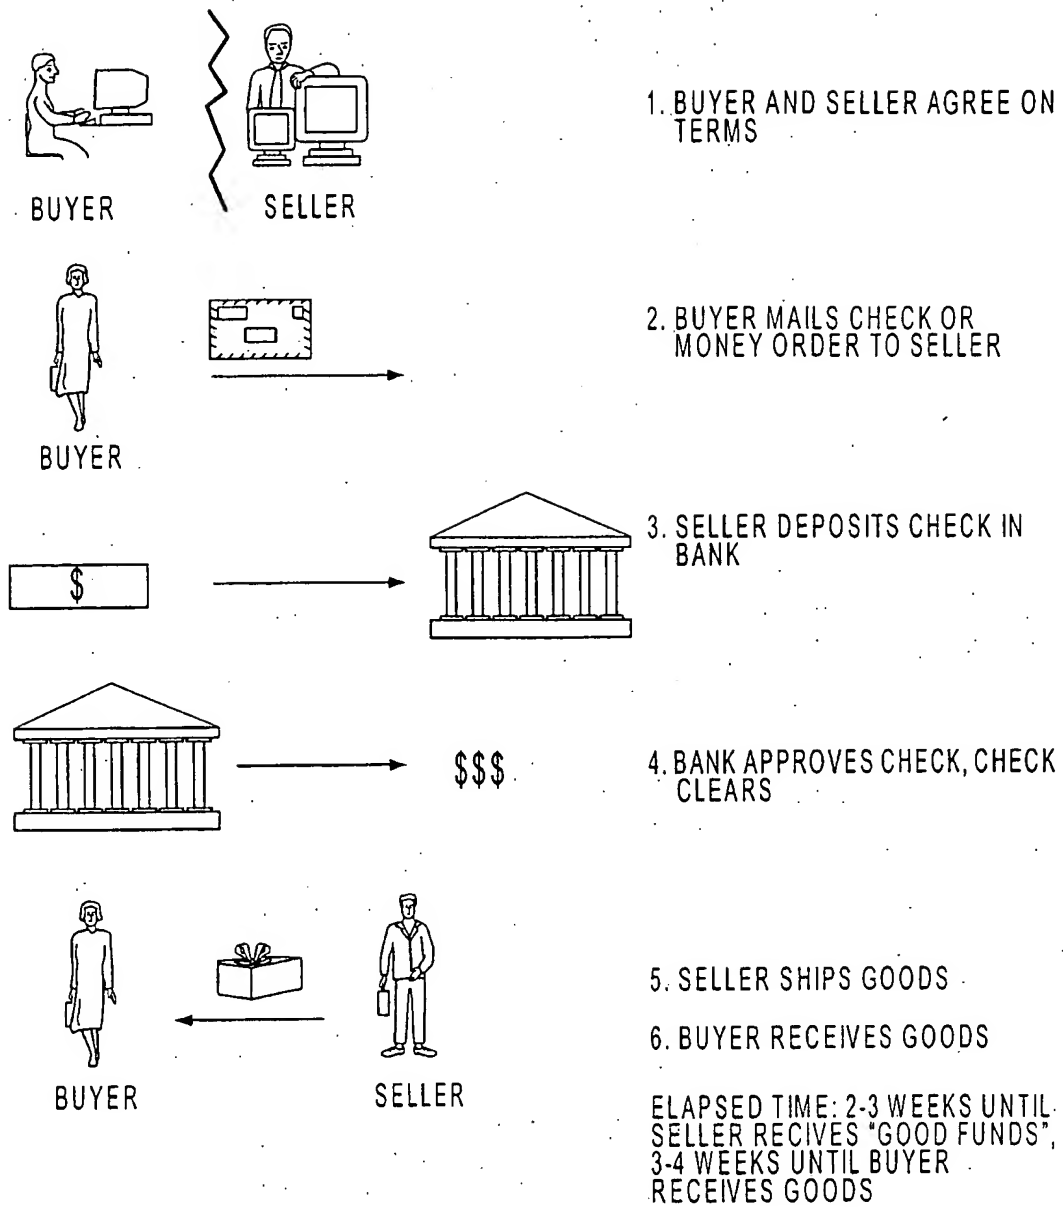 BUYER
SELLER
1. BUYER AND SELLER AGREE ON
TERMS
BUYER
2. BUYER MAILS CHECK OR
MONEY ORDER TO SELLER
$
3. SELLER DEPOSITS CHECK IN
BANK
$$$
4. BANK APPROVES CHECK, CHECK
CLEARS
BUYER
SELLER
5. SELLER SHIPS GOODS
6. BUYER RECEIVES GOODS
ELAPSED TIME: 2-3 WEEKS UNTIL
SELLER RECIVES "GOOD FUNDS",
3-4 WEEKS UNTIL BUYER
RECEIVES GOODS